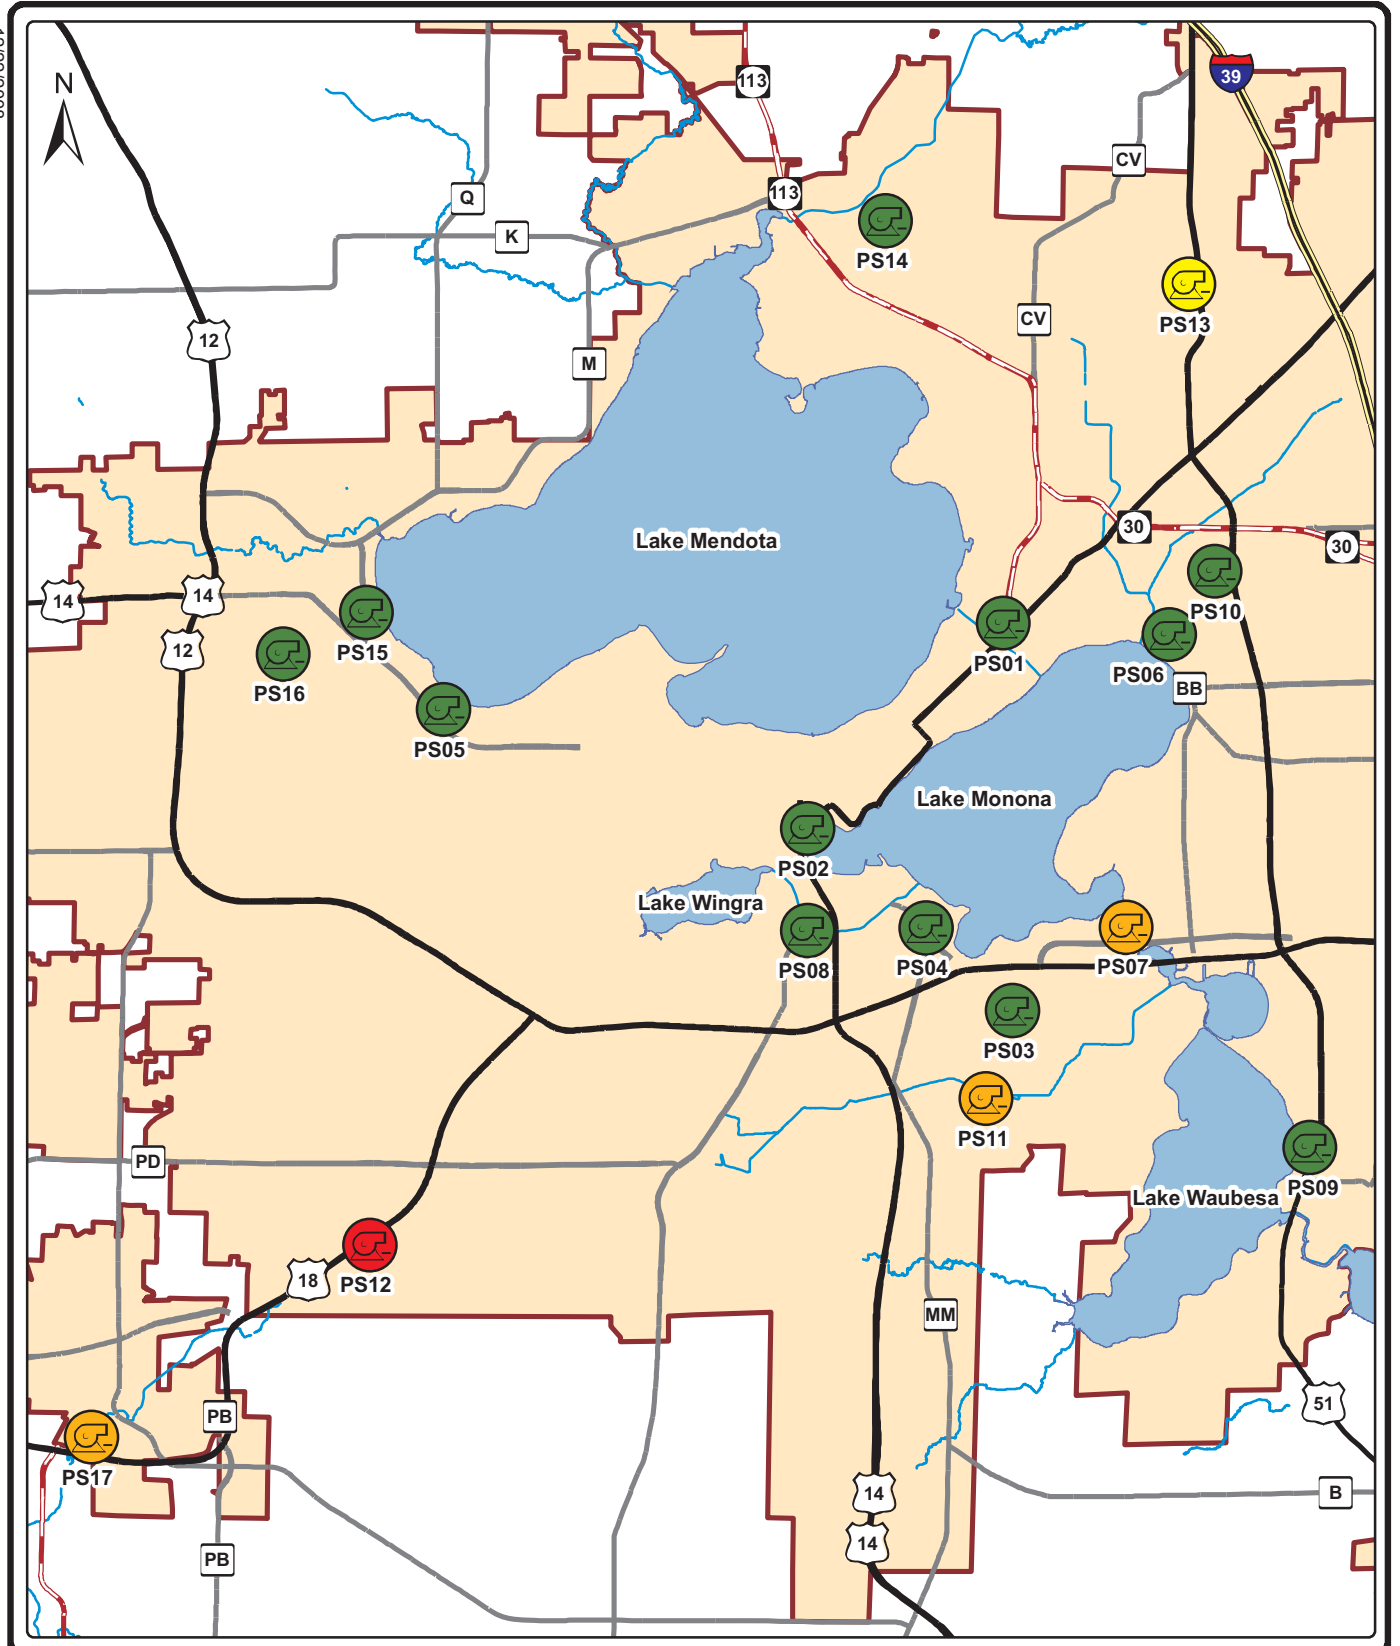 N
113
39
CV
113
Q
K
PS14
PS13
CV
12
M
Lake Mendota
30
30
14
14
PS10
12
PS15
PS01
PS16
PS06
BB
PS05
Lake Monona
PS02
Lake Wingra
PS08
PS04
PS07
PS03
PS11
PD
PS09
Lake Waubesa
18
PS12
MM
51
PB
PS17
14
B
14
PB